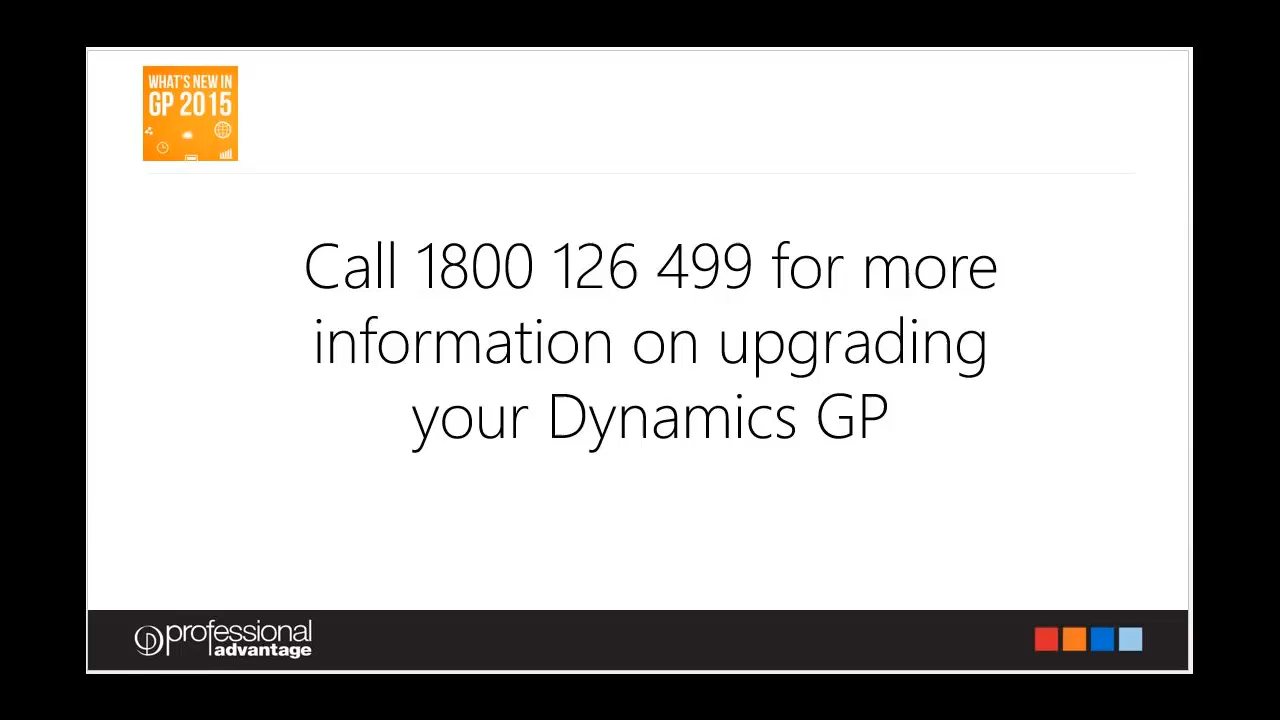 WHAT'S NEW IN
GP 2015
Call 1800 126 499 for more
information on upgrading
your Dynamics GP
professional
advantage